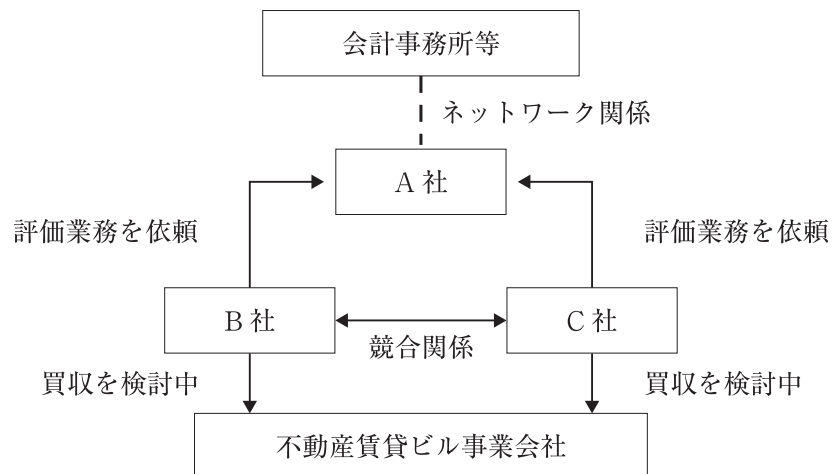 会計事務所等
ネットワーク関係
A社
評価業務を依頼
評価業務を依頼
B社
C社
競合関係
買収を検討中
買収を検討中
不動産賃貸ビル事業会社